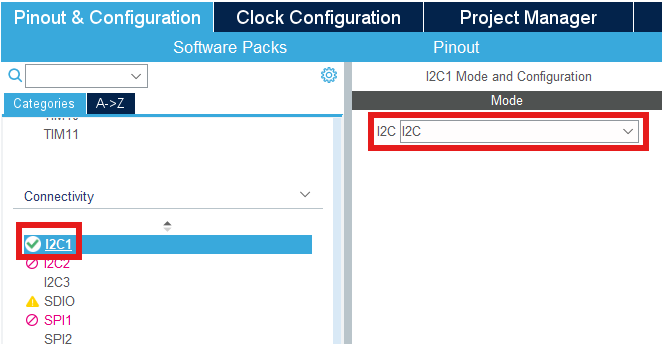 Pinout & Configuration Clock Configuration Project Manager
Software Packs Pinout
Categories A->Z
TIM11
Connectivity
I2C1
I2C2
I2C3
SDIO
SPI1
SPI2
I2C1 Mode and Configuration
Mode
I2C I2C